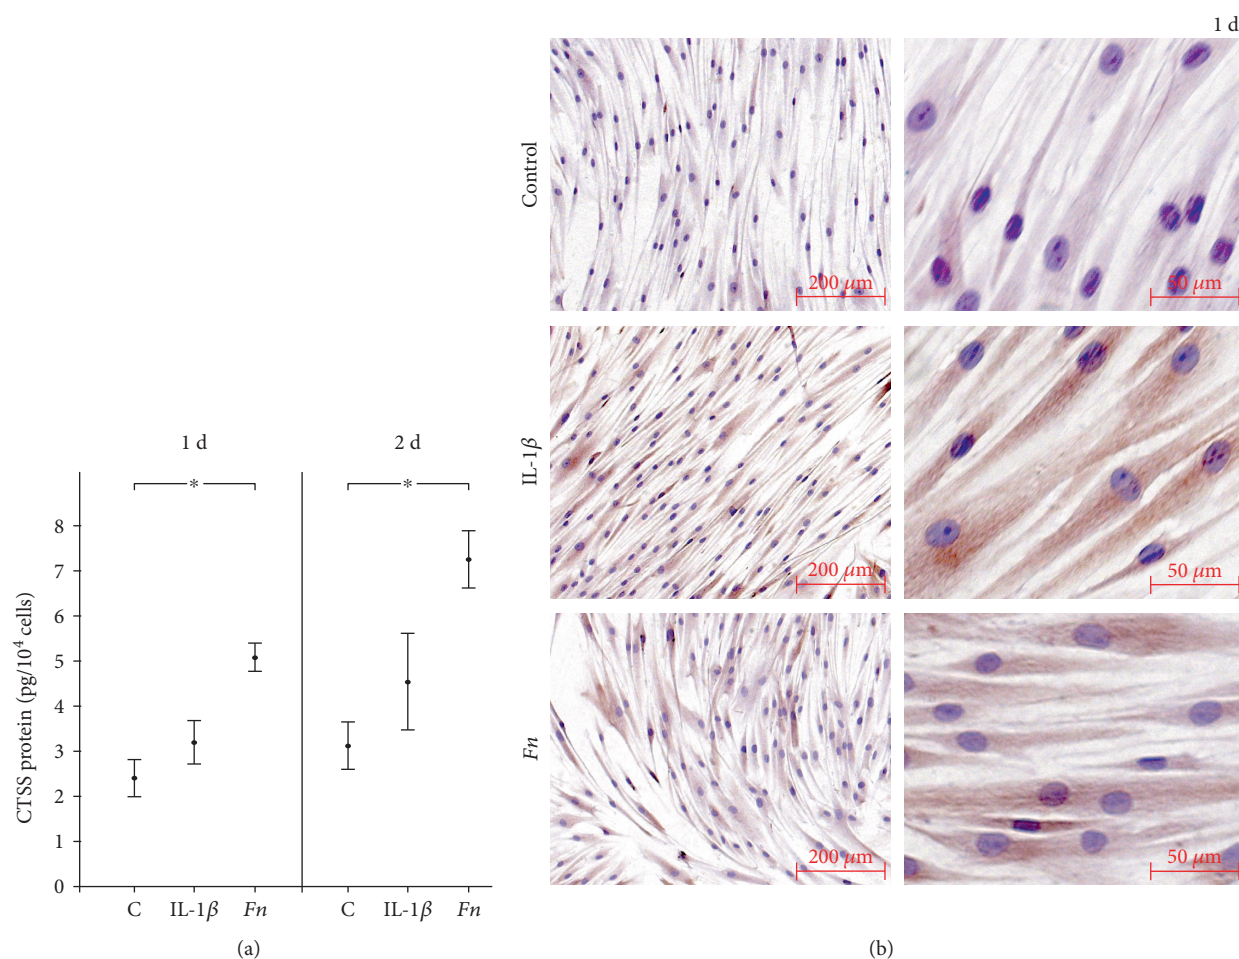 1 d
Control
200 μm
50 μm
IL-1β
200 μm
50 μm
Fn
200 μm
50 μm
(b)
1 d
2 d
*
*
CTSS protein (pg/10⁴ cells)
8
7
6
5
4
3
2
1
0
C IL-1β Fn C IL-1β Fn
(a)